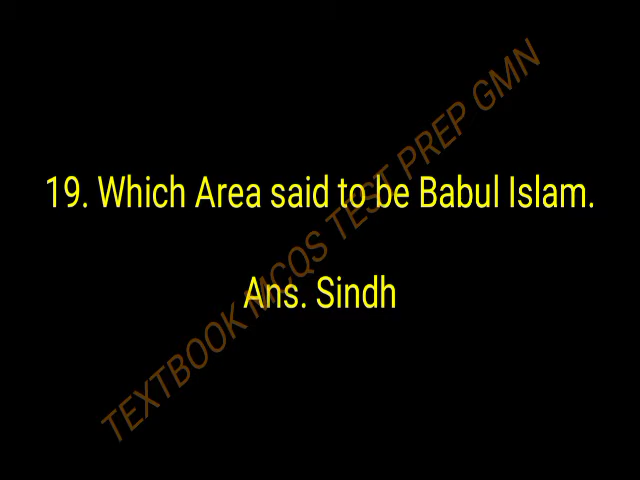 19. Which Area said to be Babul Islam.
Ans. Sindh
TEXTBOOK MCQS TEST PREP GMN